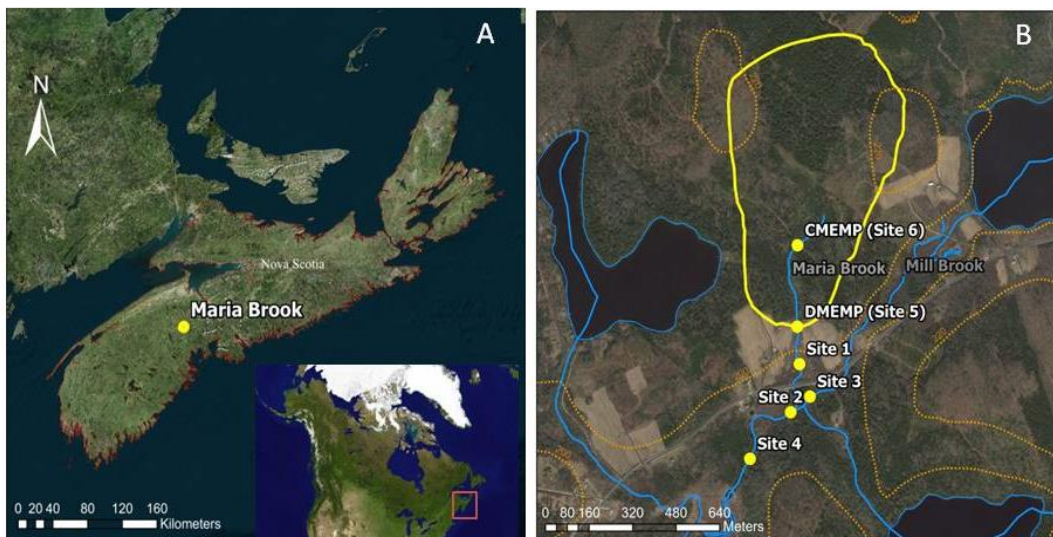 A
N
Nova Scotia
Maria Brook
0 20 40 80 120 160
Kilometers
B
CMEMP (Site 6)
Maria Brook
Mill Brook
DMEMP (Site 5)
Site 1
Site 3
Site 2
Site 4
0 80 160 320 480 640
Meters